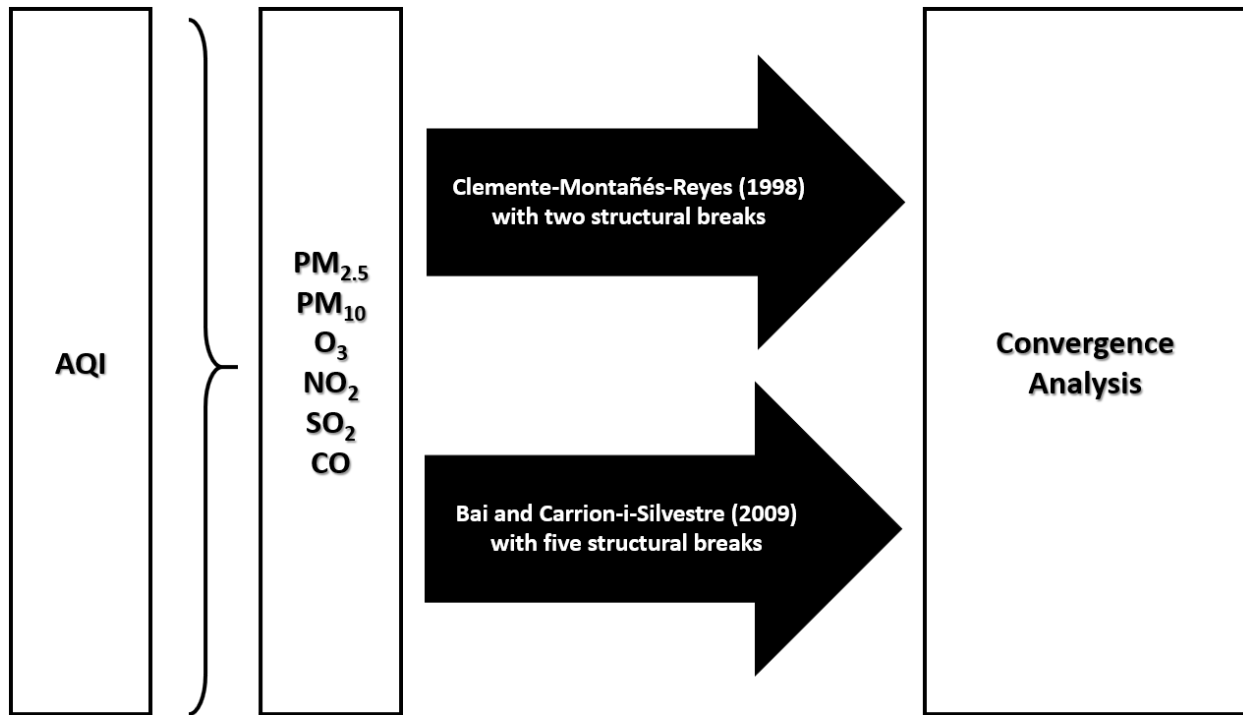 AQI
PM₂.₅
PM₁₀
O₃
NO₂
SO₂
CO
Clemente-Montañés-Reyes (1998)
with two structural breaks
Bai and Carrion-i-Silvestre (2009)
with five structural breaks
Convergence
Analysis